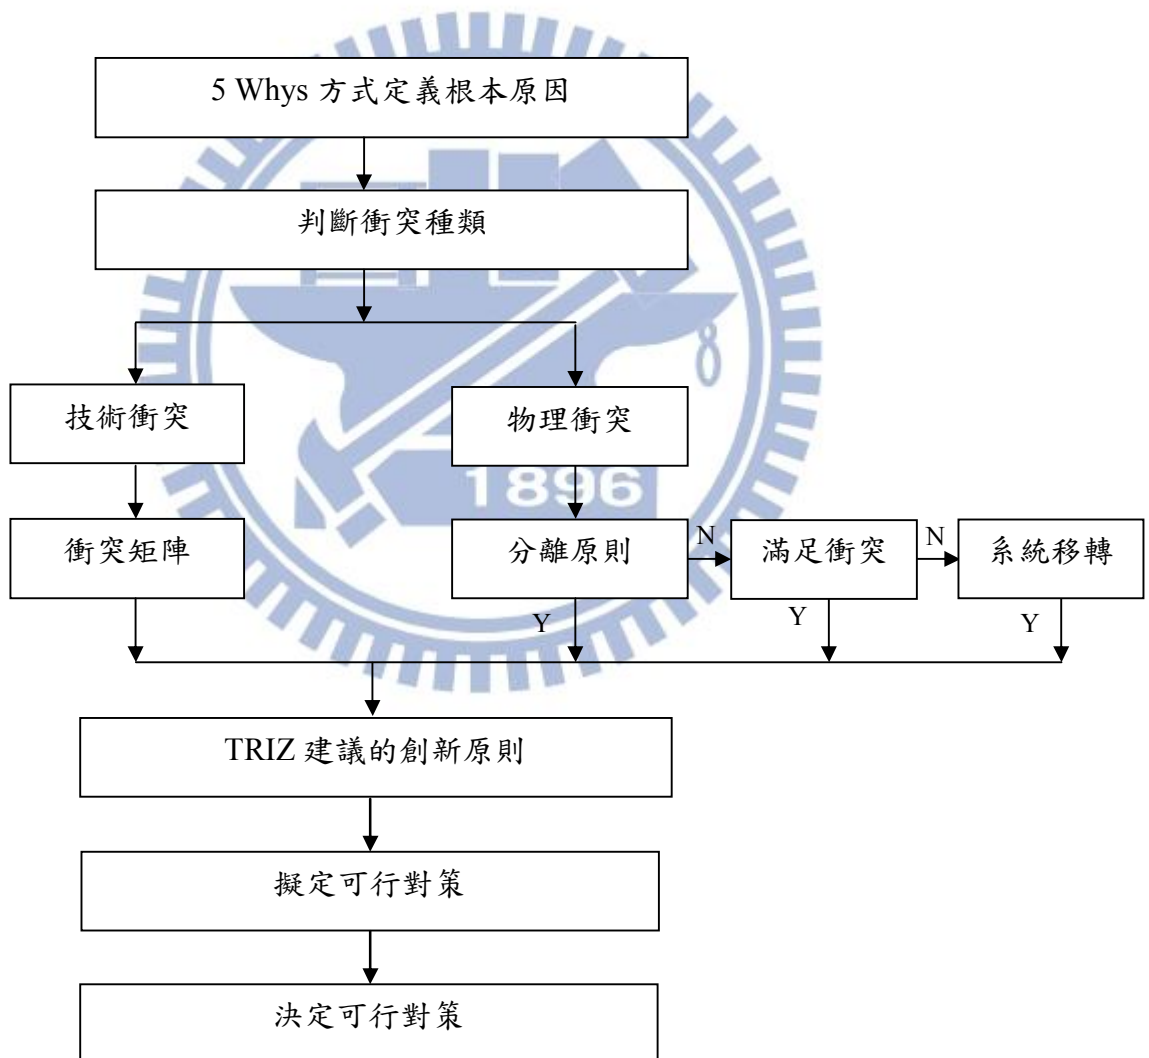 5 Whys 方式定義根本原因
判斷衝突種類
技術衝突
物理衝突
1896
衝突矩陣
分離原則
N
滿足衝突
N
系統移轉
Y
Y
Y
TRIZ 建議的創新原則
擬定可行對策
決定可行對策